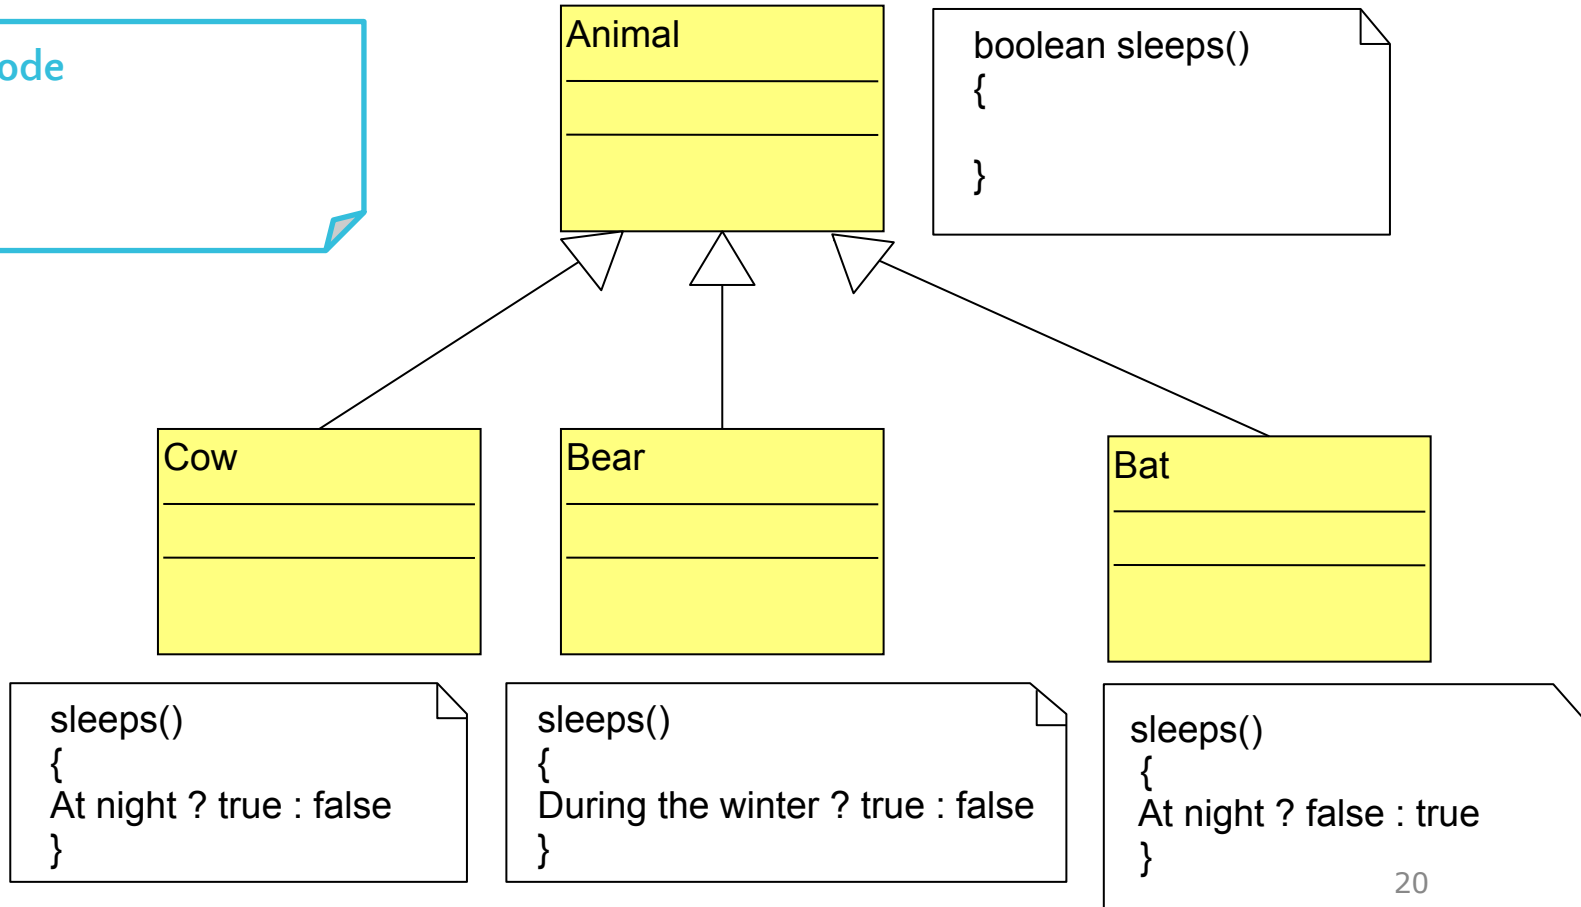 ode
Animal
boolean sleeps()
{
}
Cow
Bear
Bat
sleeps()
{
At night ? true : false
}
sleeps()
{
During the winter ? true : false
}
sleeps()
{
At night ? false : true
}
20